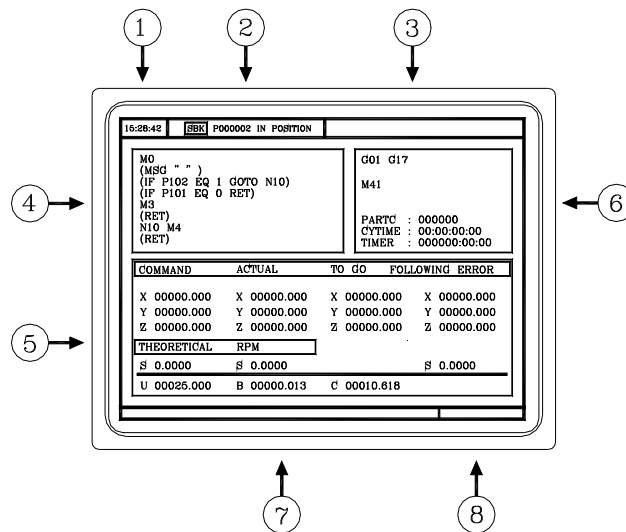 1 2 3
15:28:42 SBK P000002 IN POSITION
M0
(MSG " " )
(IF P102 EQ 1 GOTO N10)
(IF P101 EQ 0 RET)
M3
(RET)
N10 M4
(RET)
G01 G17
M41
PARTC : 000000
CYTIME : 00:00:00:00
TIMER : 000000:00:00
4 6
COMMAND ACTUAL TO GO FOLLOWING ERROR
X 00000.000 X 00000.000 X 00000.000 X 00000.000
Y 00000.000 Y 00000.000 Y 00000.000 Y 00000.000
Z 00000.000 Z 00000.000 Z 00000.000 Z 00000.000
5
THEORETICAL RPM
S 0.0000 S 0.0000 S 0.0000
U 00025.000 B 00000.013 C 00010.618
7 8